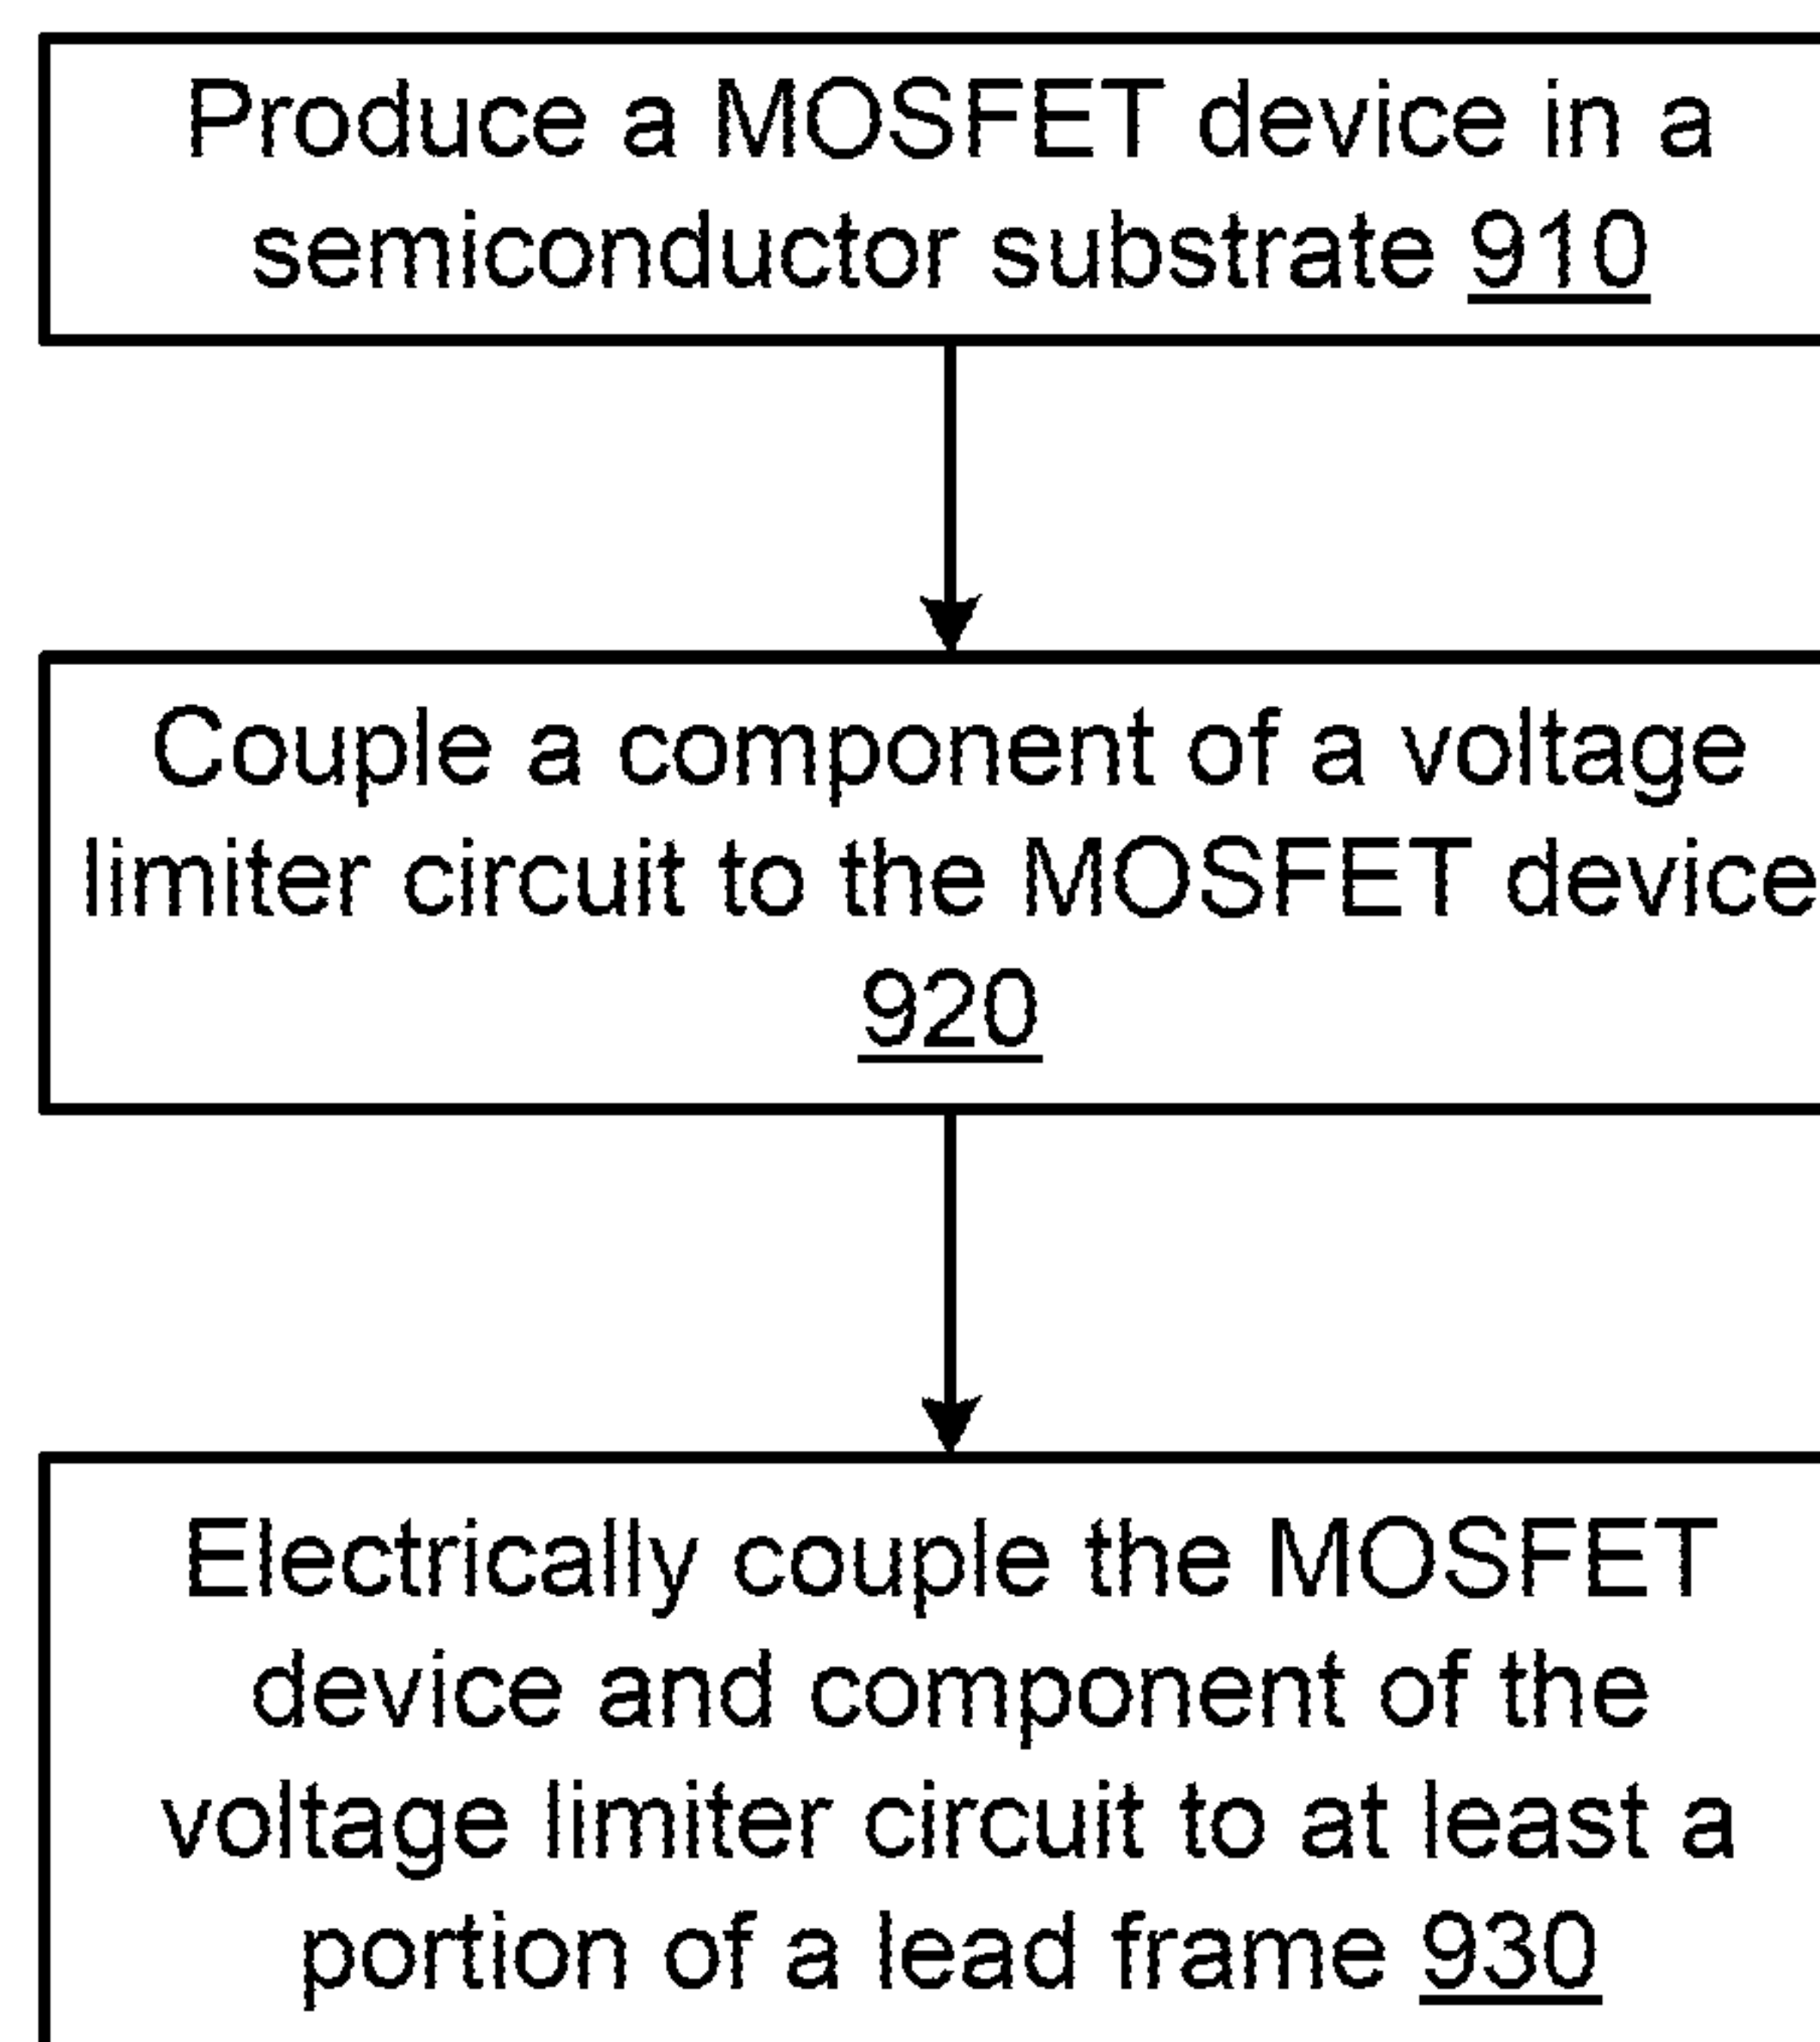 Produce a MOSFET device in a
semiconductor substrate 910
Couple a component of a voltage
limiter circuit to the MOSFET device
920
Electrically couple the MOSFET
device and component of the
voltage limiter circuit to at least a
portion of a lead frame 930